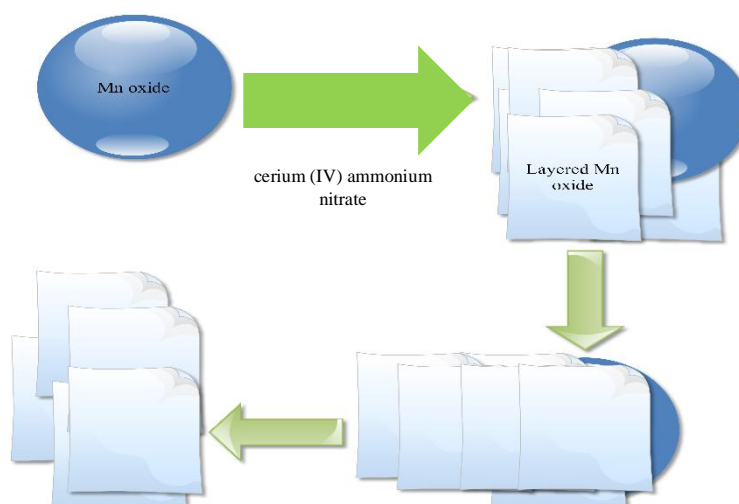 Mn oxide
cerium (IV) ammonium
nitrate
Layered Mn
oxide